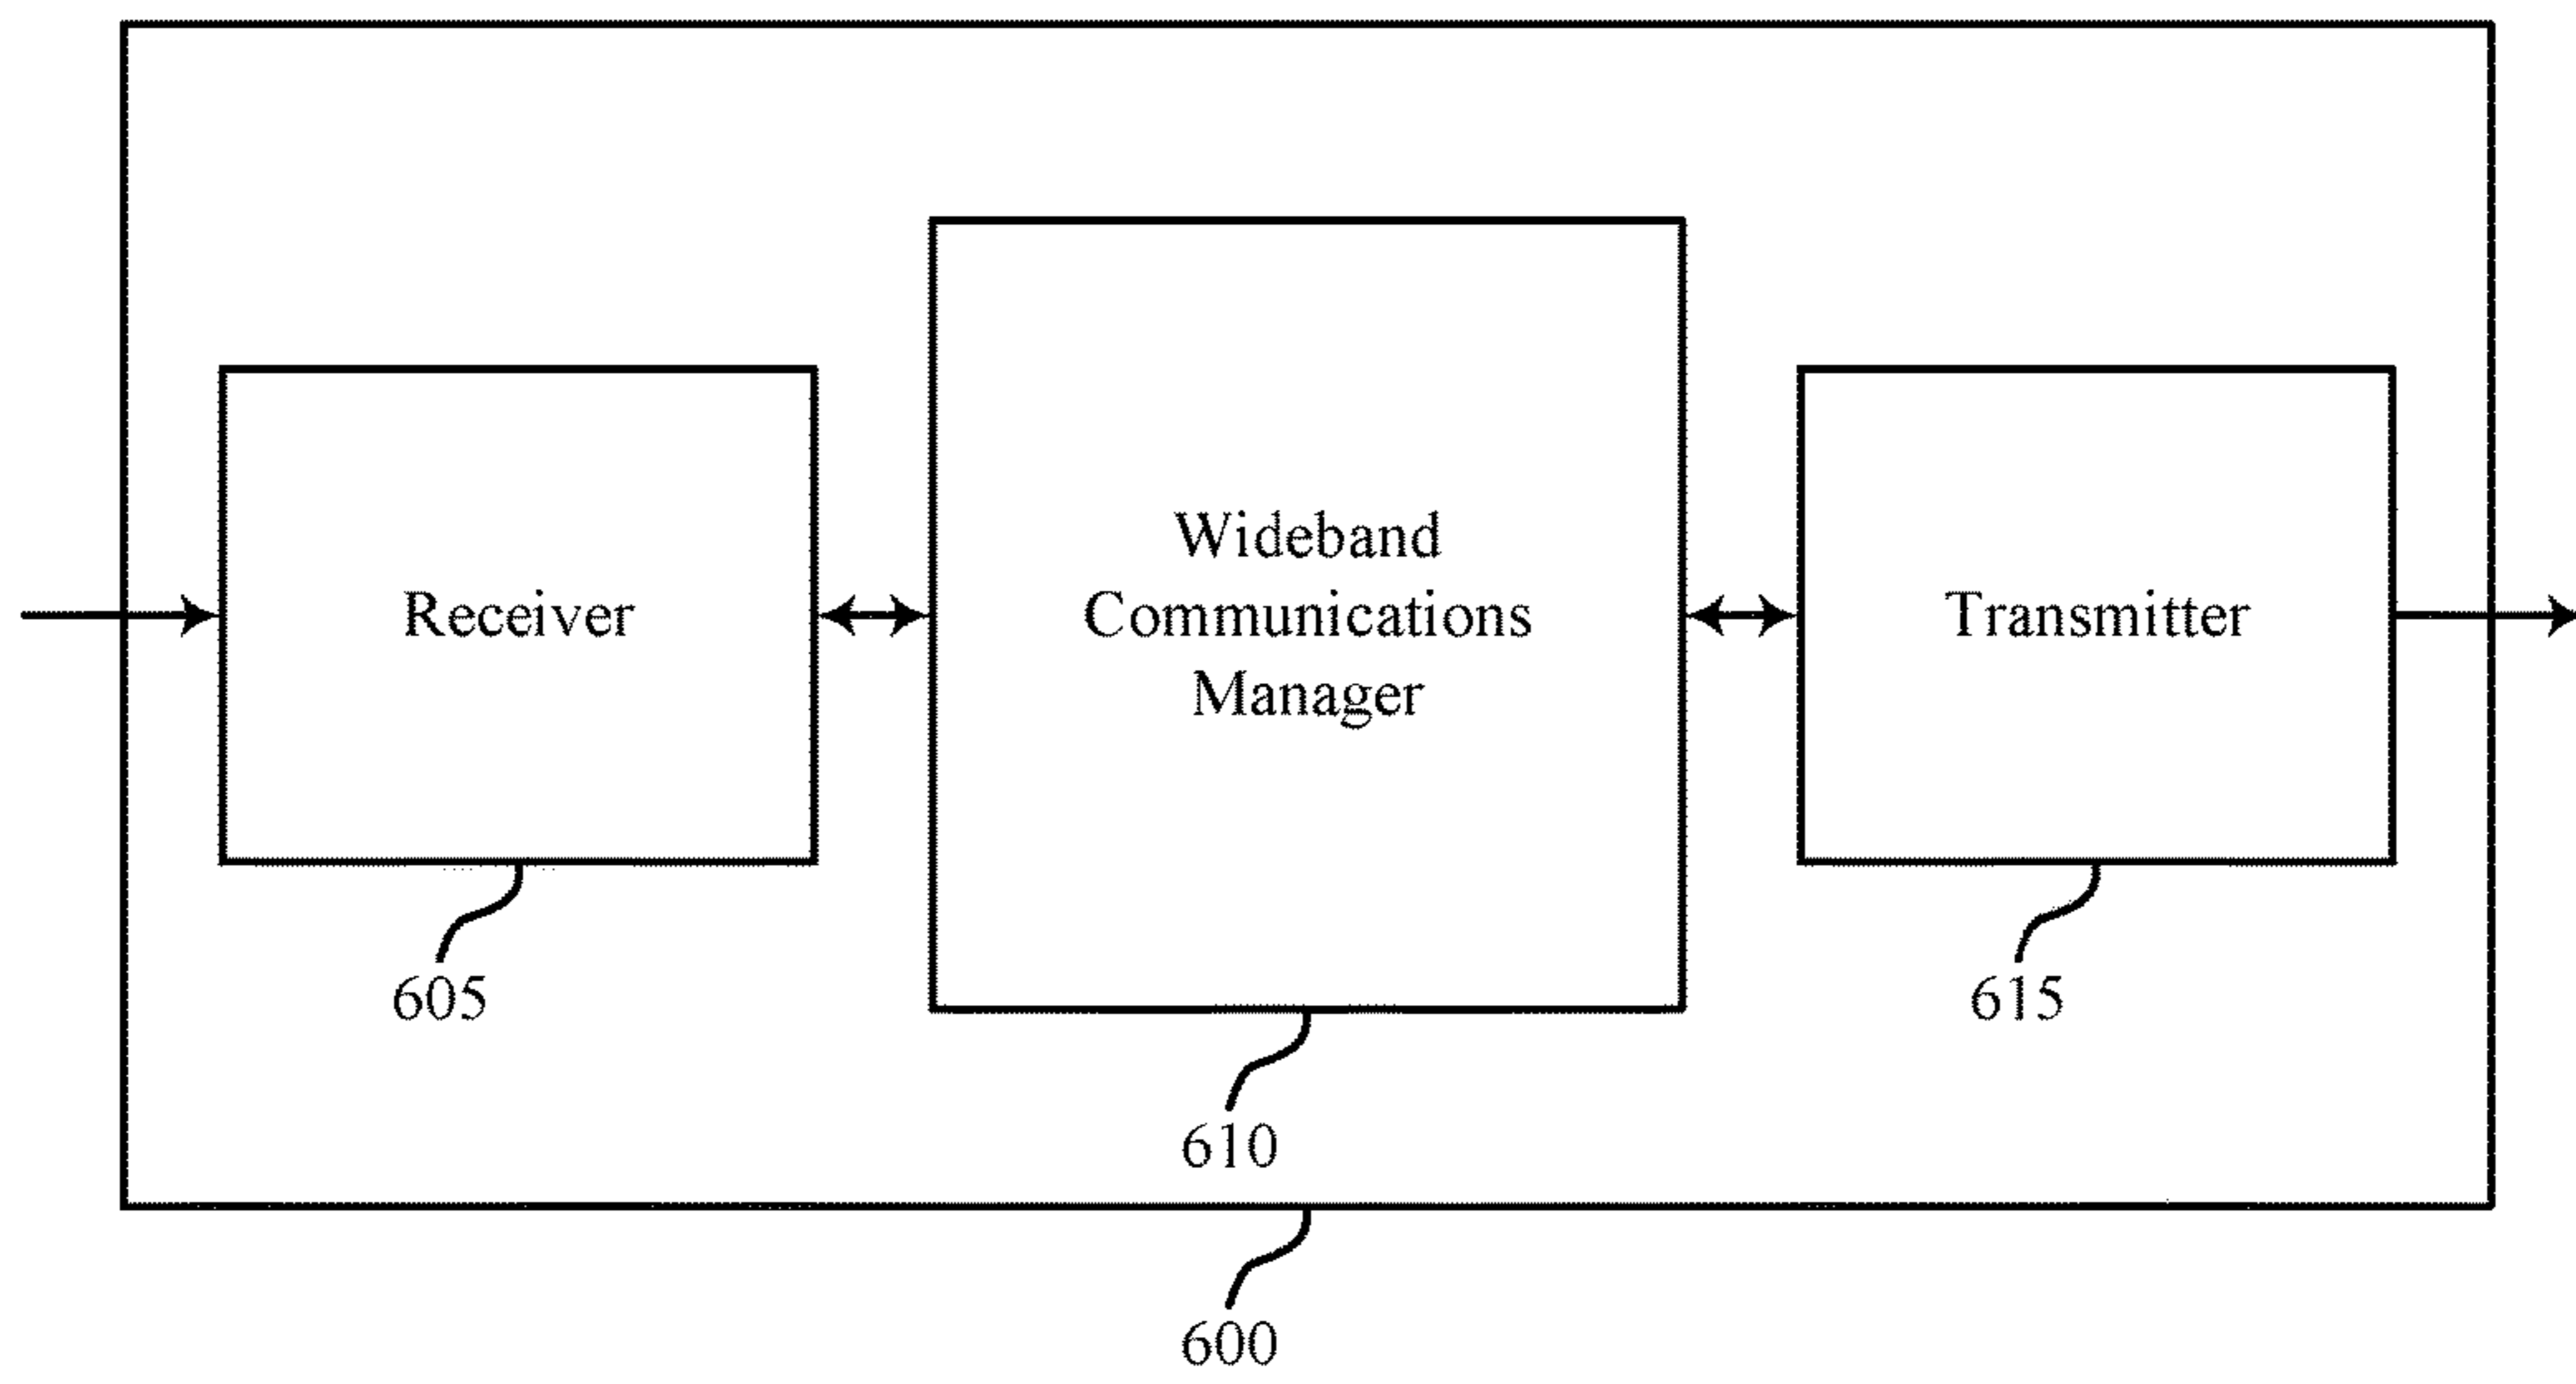 Receiver
Wideband
Communications
Manager
Transmitter
605
615
610
600